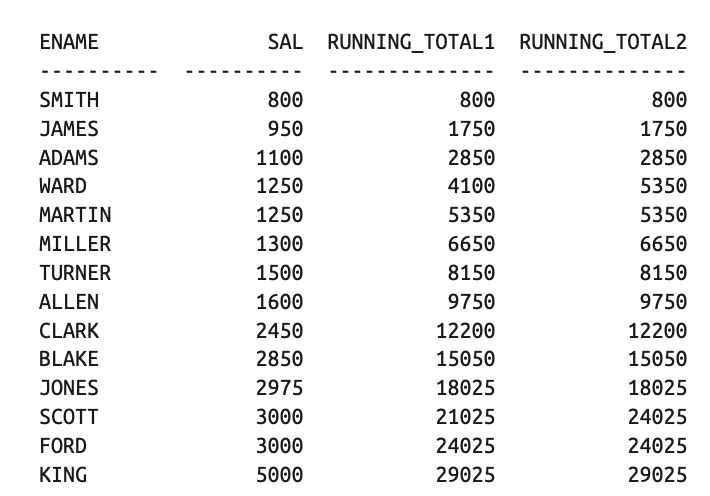 ENAME SAL RUNNING_TOTAL1 RUNNING_TOTAL2
---------- ---------- -------------- --------------
SMITH 800 800 800
JAMES 950 1750 1750
ADAMS 1100 2850 2850
WARD 1250 4100 5350
MARTIN 1250 5350 5350
MILLER 1300 6650 6650
TURNER 1500 8150 8150
ALLEN 1600 9750 9750
CLARK 2450 12200 12200
BLAKE 2850 15050 15050
JONES 2975 18025 18025
SCOTT 3000 21025 24025
FORD 3000 24025 24025
KING 5000 29025 29025